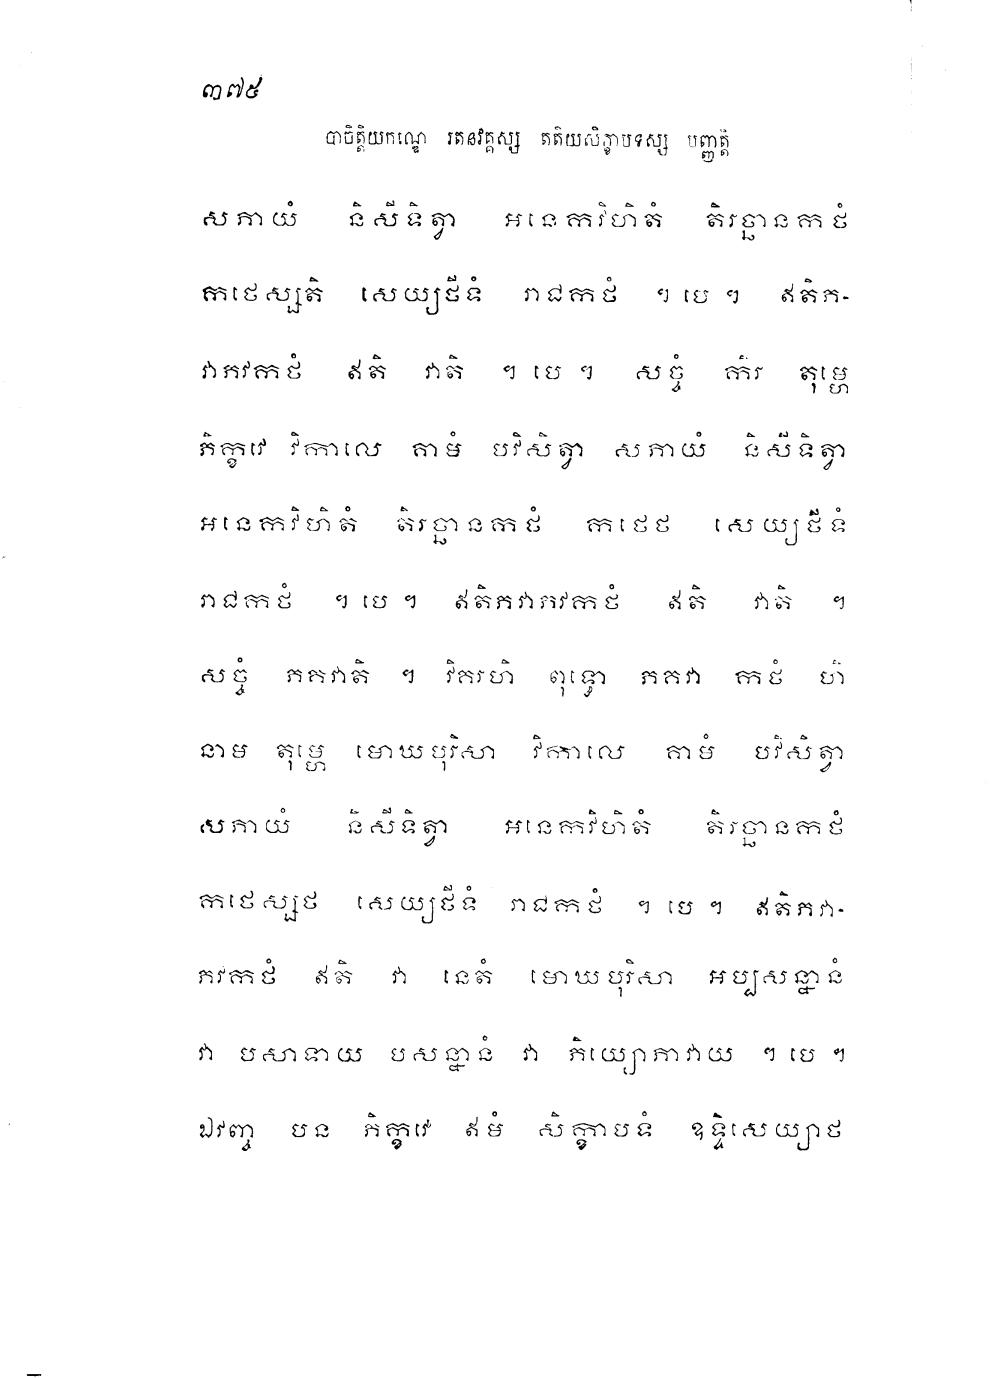 ៣៧៥
បាចិត្តិយកណ្ឌេ រតនវគ្គស្ស តតិយសិក្ខាបទស្ស បញ្ញត្តិ
សភាយំ និសីទិត្វា អនេកវិហិតំ តិរច្ឆានកថំ
កថេស្សតិ សេយ្យថីទំ រាជកថំ ។ បេ ។ ឥតិភ-
វាភវកថំ ឥតិ វាតិ ។ បេ ។ សច្ចំ កិរ តុម្ហេ
ភិក្ខវេ វិកាលេ គាមំ បវិសិត្វា សភាយំ និសីទិត្វា
អនេកវិហិតំ តិរច្ឆានកថំ កថេថ សេយ្យថីទំ
រាជកថំ ។ បេ ។ ឥតិភវាភវកថំ ឥតិ វាតិ ។
សច្ចំ ភគវាតិ ។ វិគរហិ ពុទ្ធោ ភគវា កថំ ហិ
នាម តុម្ហេ មោឃបុរិសា វិកាលេ គាមំ បវិសិត្វា
សភាយំ និសីទិត្វា អនេកវិហិតំ តិរច្ឆានកថំ
កថេស្សថ សេយ្យថីទំ រាជកថំ ។ បេ ។ ឥតិភវា-
ភវកថំ ឥតិ វា នេតំ មោឃបុរិសា អប្បសន្នានំ
វា បសាទាយ បសន្នានំ វា ភិយ្យោភាវាយ ។ បេ ។
ឯវញ្ច បន ភិក្ខវេ ឥមំ សិក្ខាបទំ ឧទ្ទិសេយ្យាថ